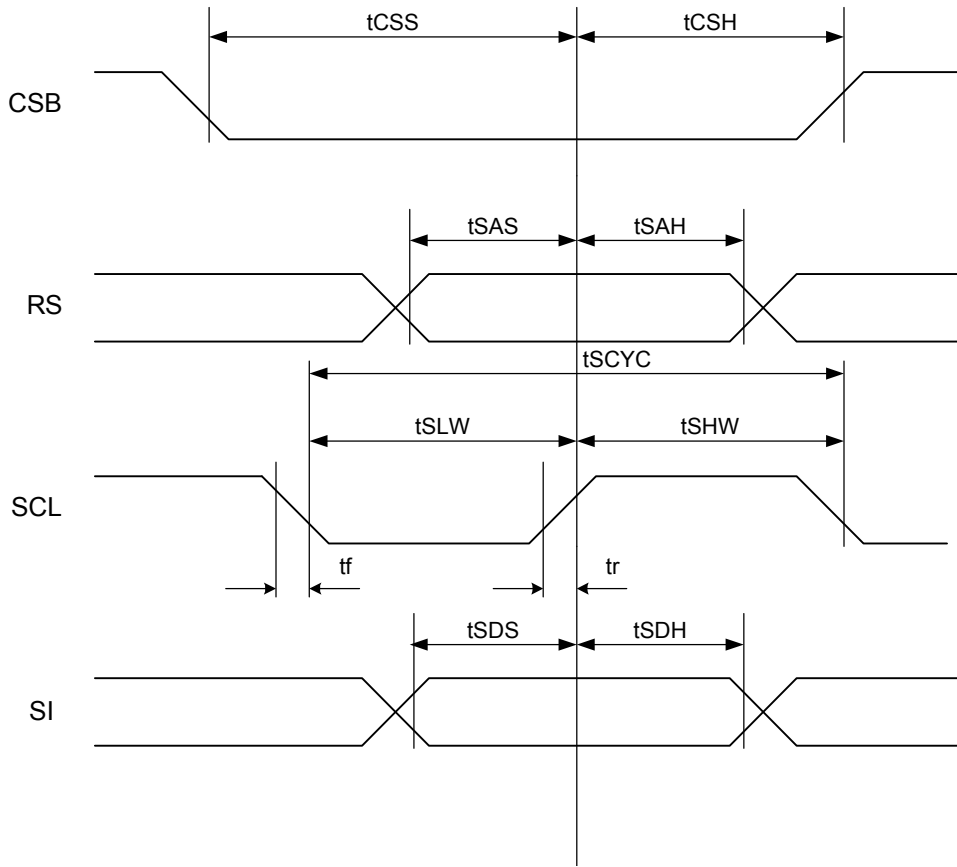 tCSS tCSH
CSB
tSAS tSAH
RS
tSCYC
tSLW tSHW
SCL
tf tr
tSDS tSDH
SI